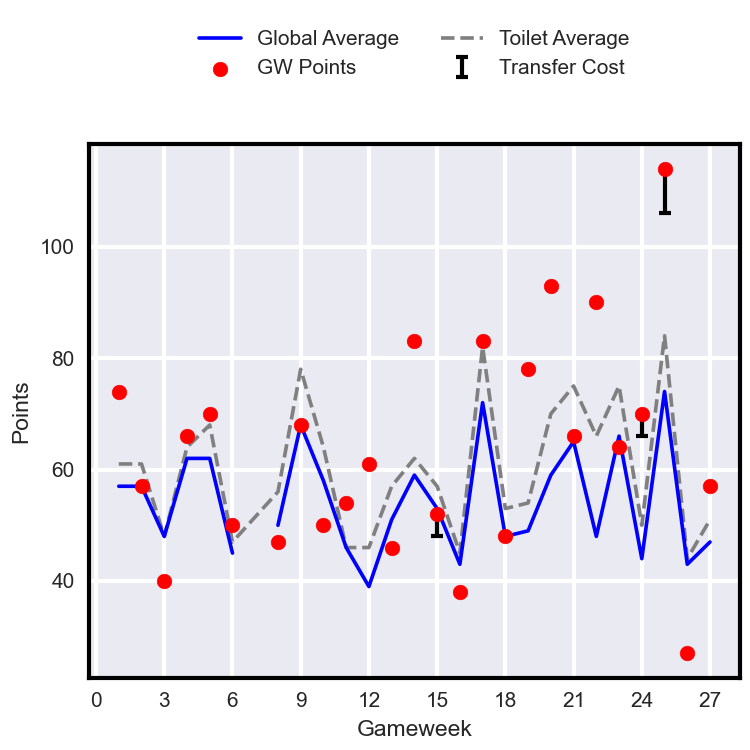 Global Average
Toilet Average
GW Points
Transfer Cost
100
80
60
40
Points
0 3 6 9 12 15 18 21 24 27
Gameweek